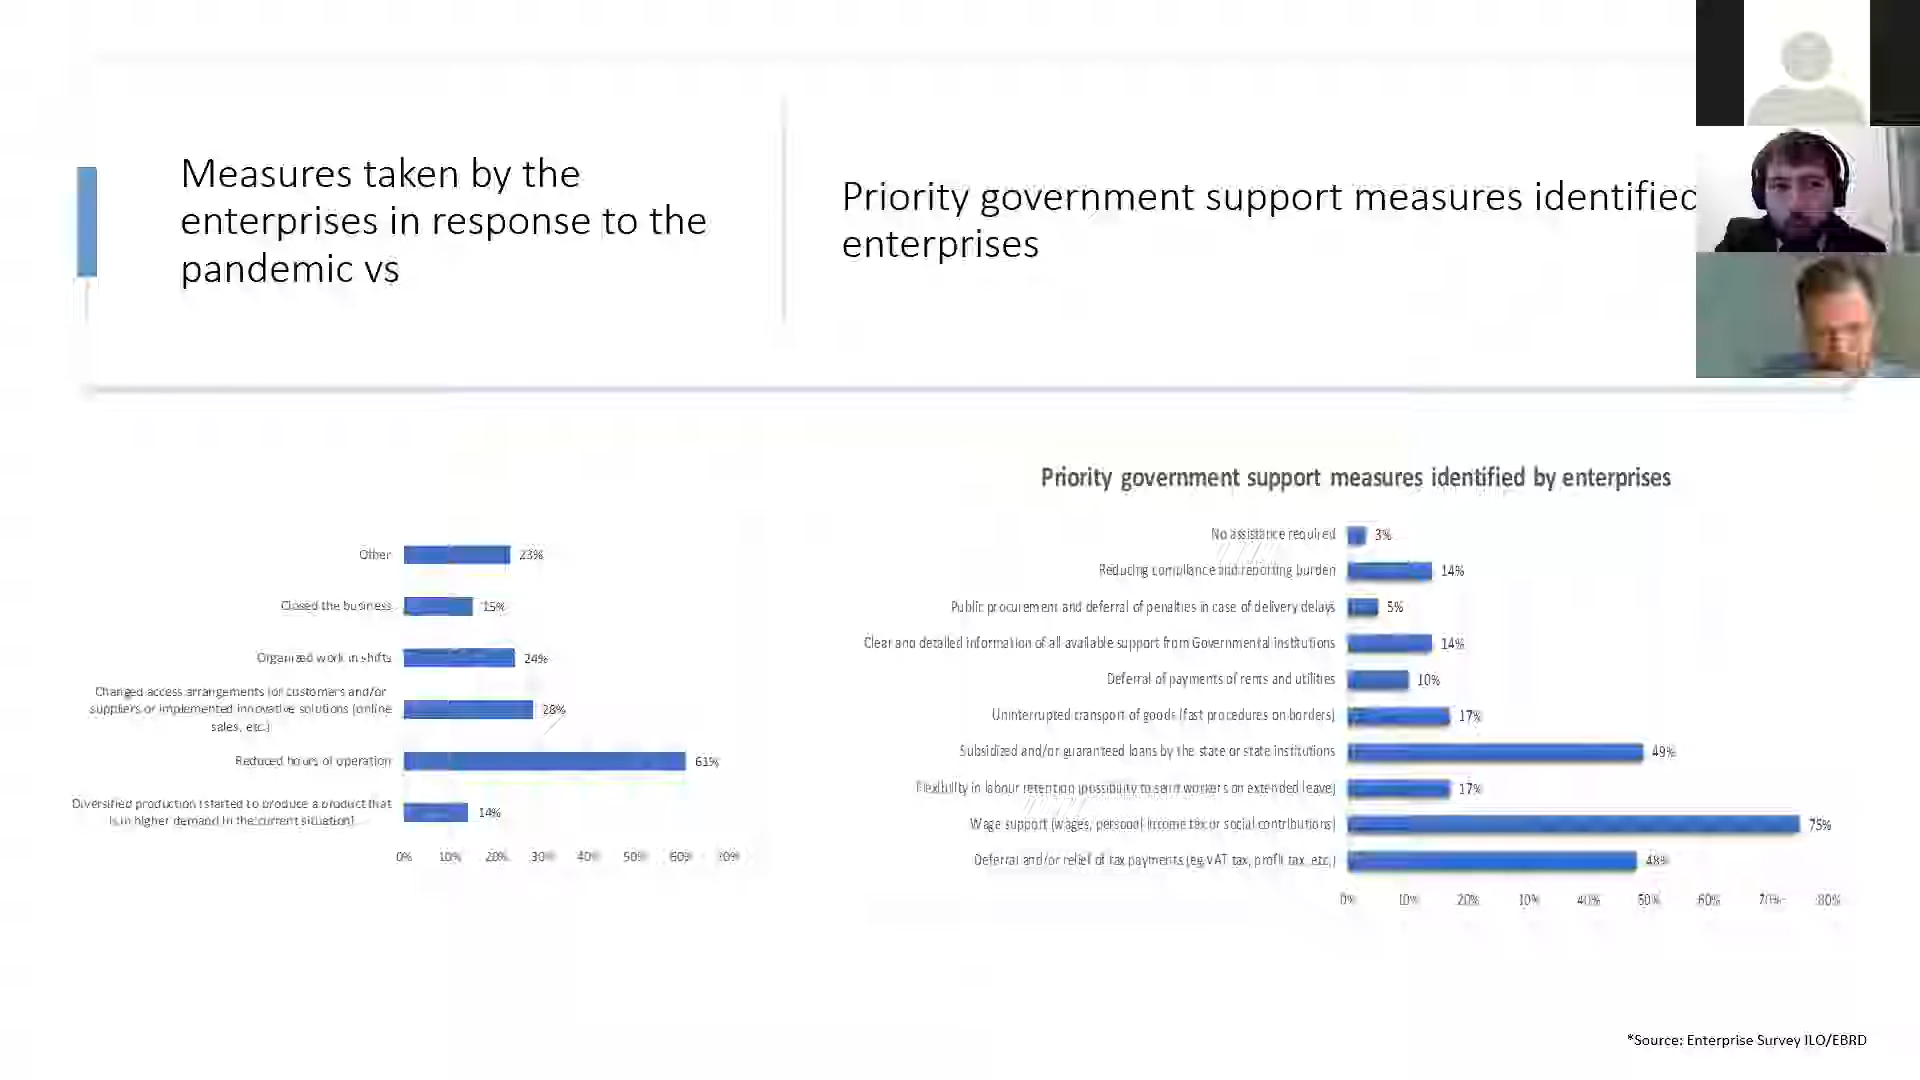 Measures taken by the
enterprises in response to the
pandemic vs
Priority government support measures identified
enterprises
Other
23%
Closed the business
15%
Organized work in shifts
24%
Changed access arrangements for customers and/or
suppliers or implemented innovative solutions (online
sales, etc.)
28%
Reduced hours of operation
61%
Diversified production (started to produce a product that
is in higher demand in the current situation)
14%
0% 10% 20% 30% 40% 50% 60% 70%
Priority government support measures identified by enterprises
No assistance required
3%
Reducing compliance and reporting burden
14%
Public procurement and deferral of penalties in case of delivery delays
5%
Clear and detailed information of all available support from Governmental institutions
14%
Deferral of payments of rents and utilities
10%
Uninterrupted transport of goods (fast procedures on borders)
17%
Subsidized and/or guaranteed loans by the state or state institutions
49%
Flexibility in labour retention (possibility to send workers on extended leave)
17%
Wage support (wages, personal income tax or social contributions)
75%
Deferral and/or relief of tax payments (eg VAT tax, profit tax, etc.)
48%
0% 10% 20% 30% 40% 50% 60% 70% 80%
*Source: Enterprise Survey ILO/EBRD